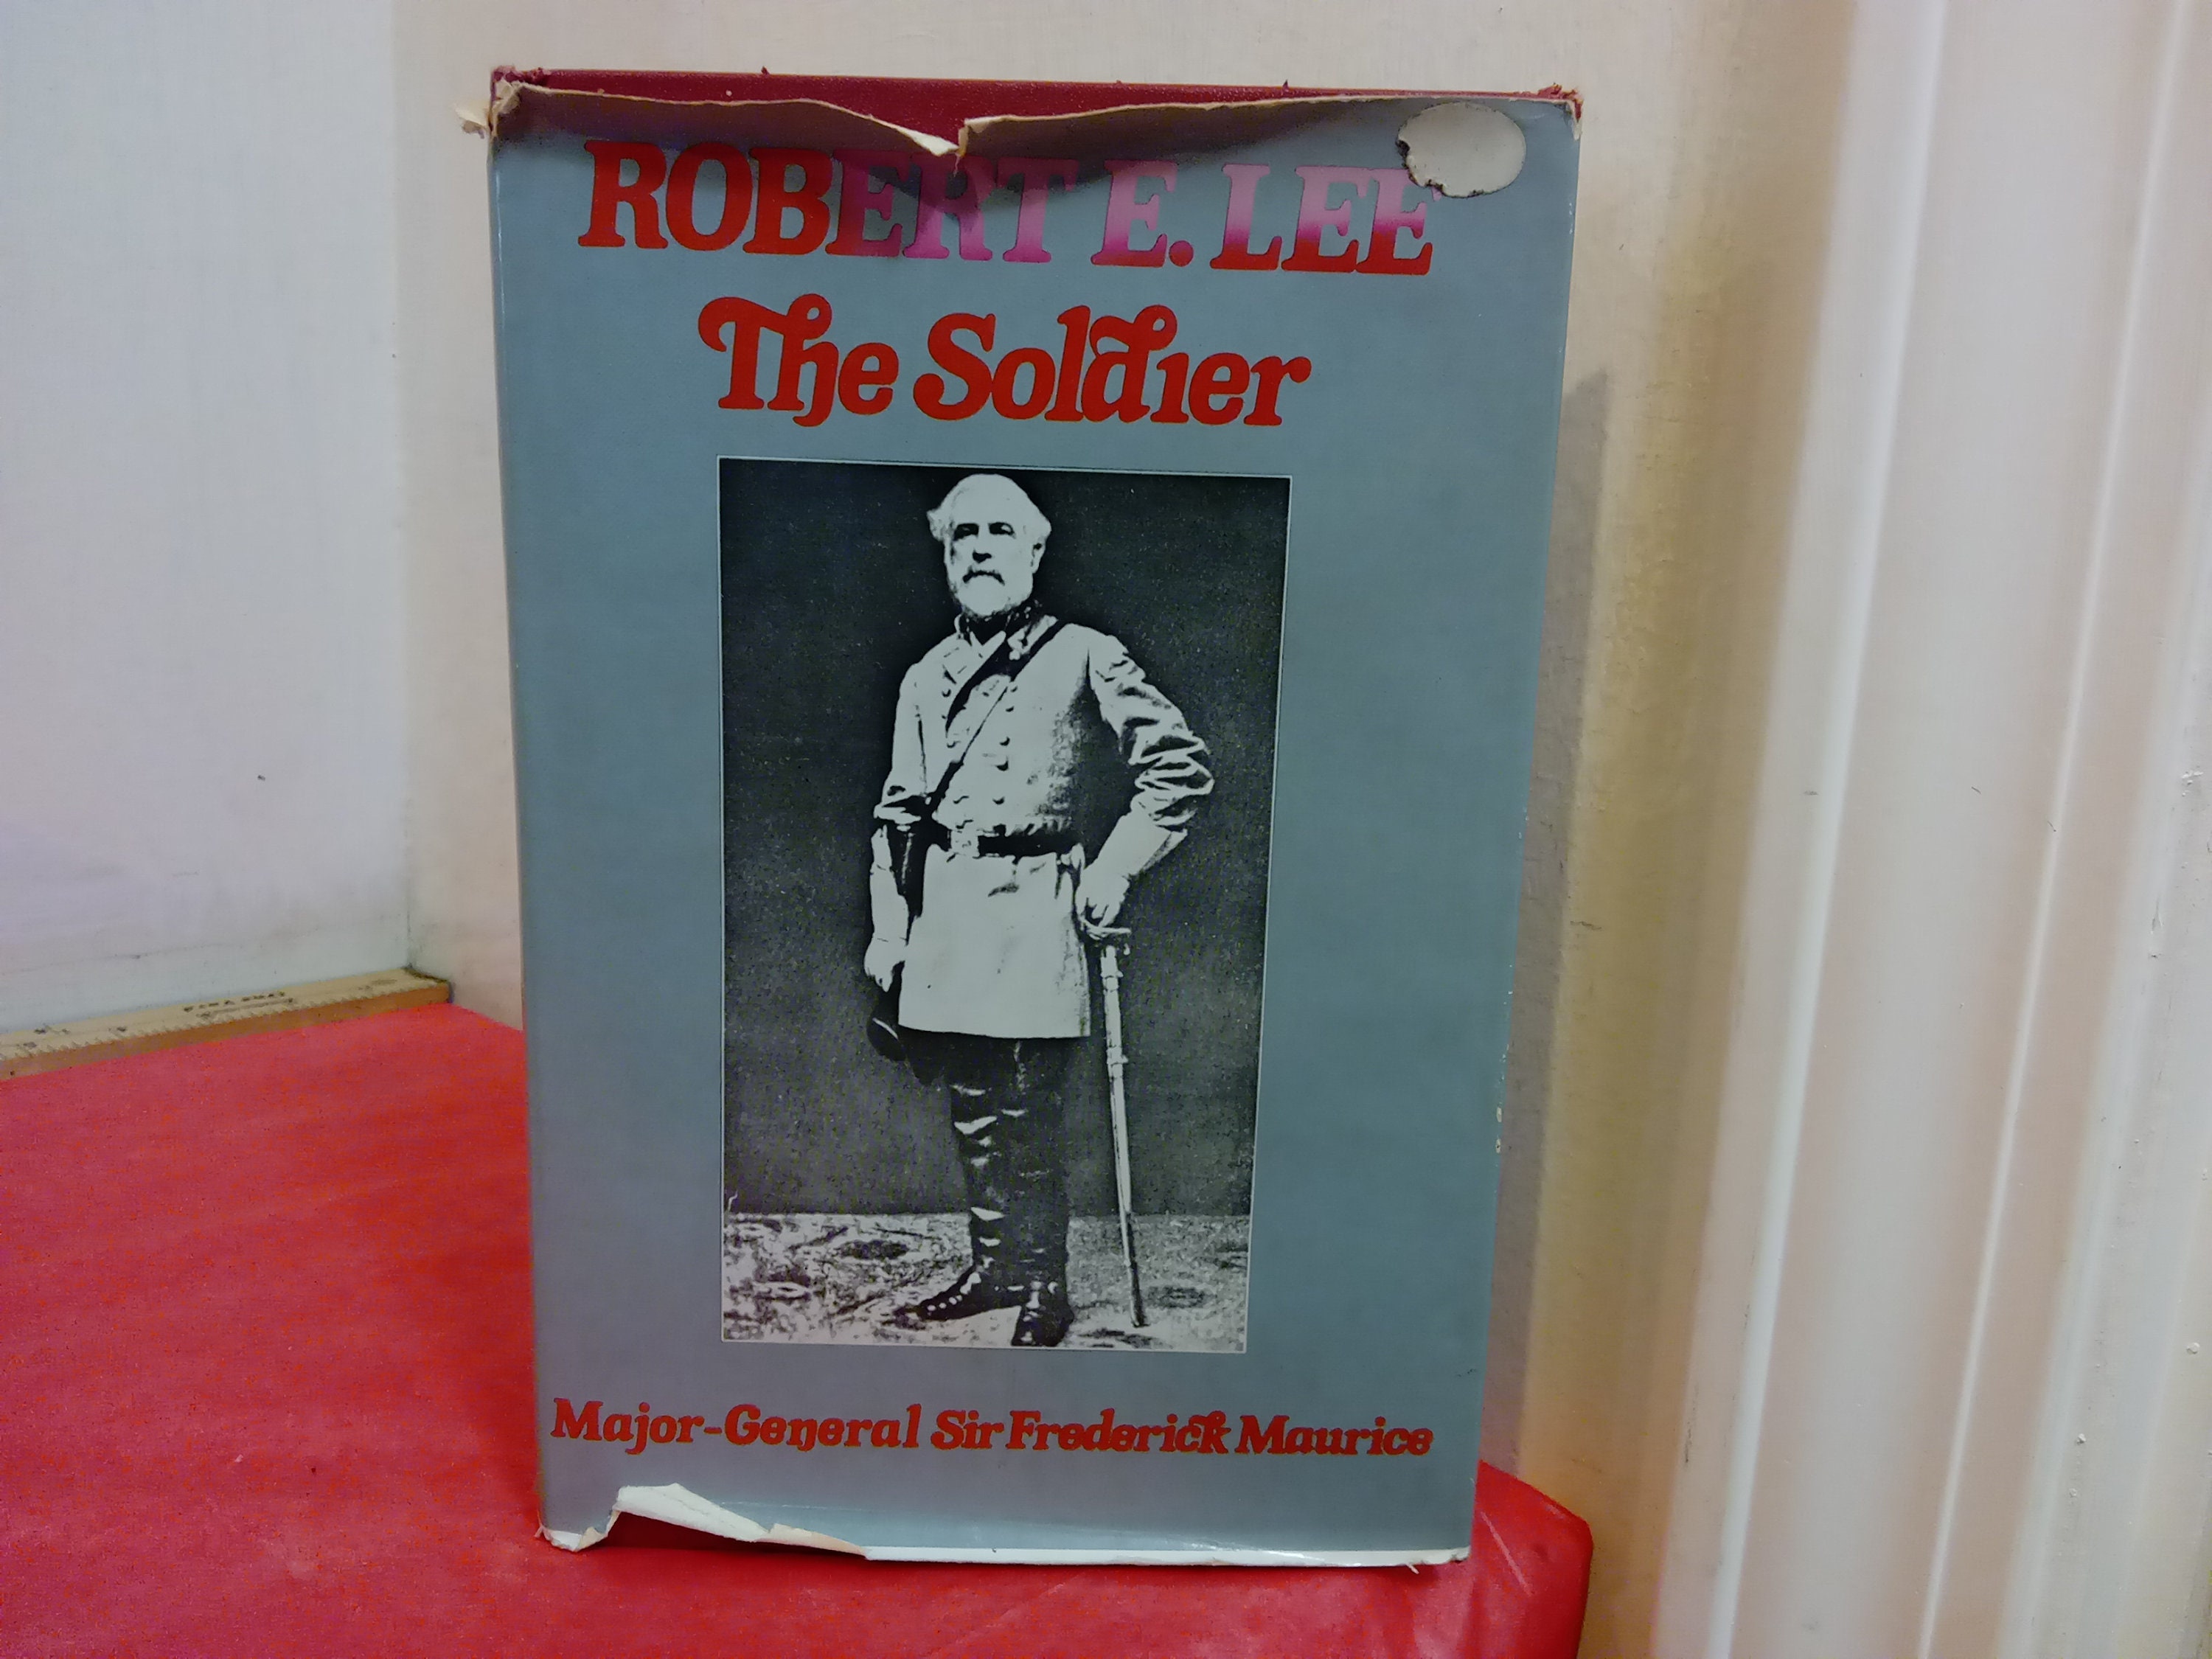 ROBERT E. LEE
The Soldier
Major-General Sir Frederick Maurice